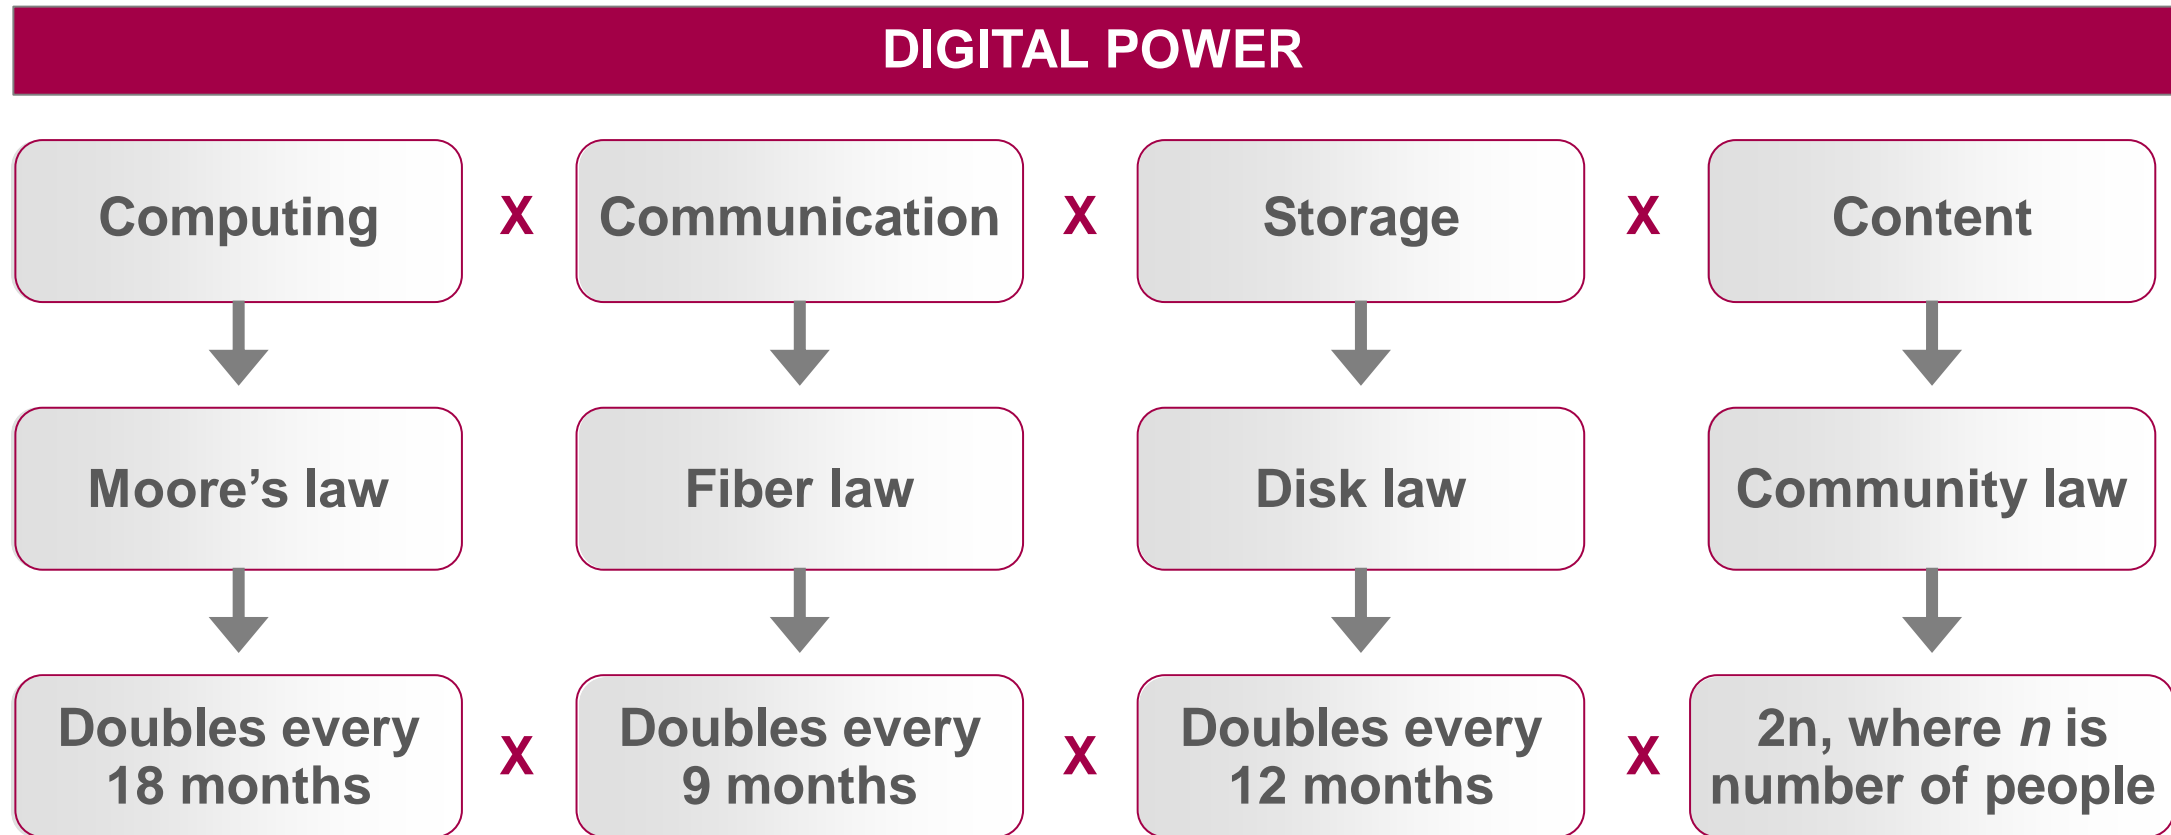 DIGITAL POWER
Computing X Communication X Storage X Content
Moore’s law Fiber law Disk law Community law
Doubles every
18 months
X
Doubles every
9 months
X
Doubles every
12 months
X
2n, where n is
number of people